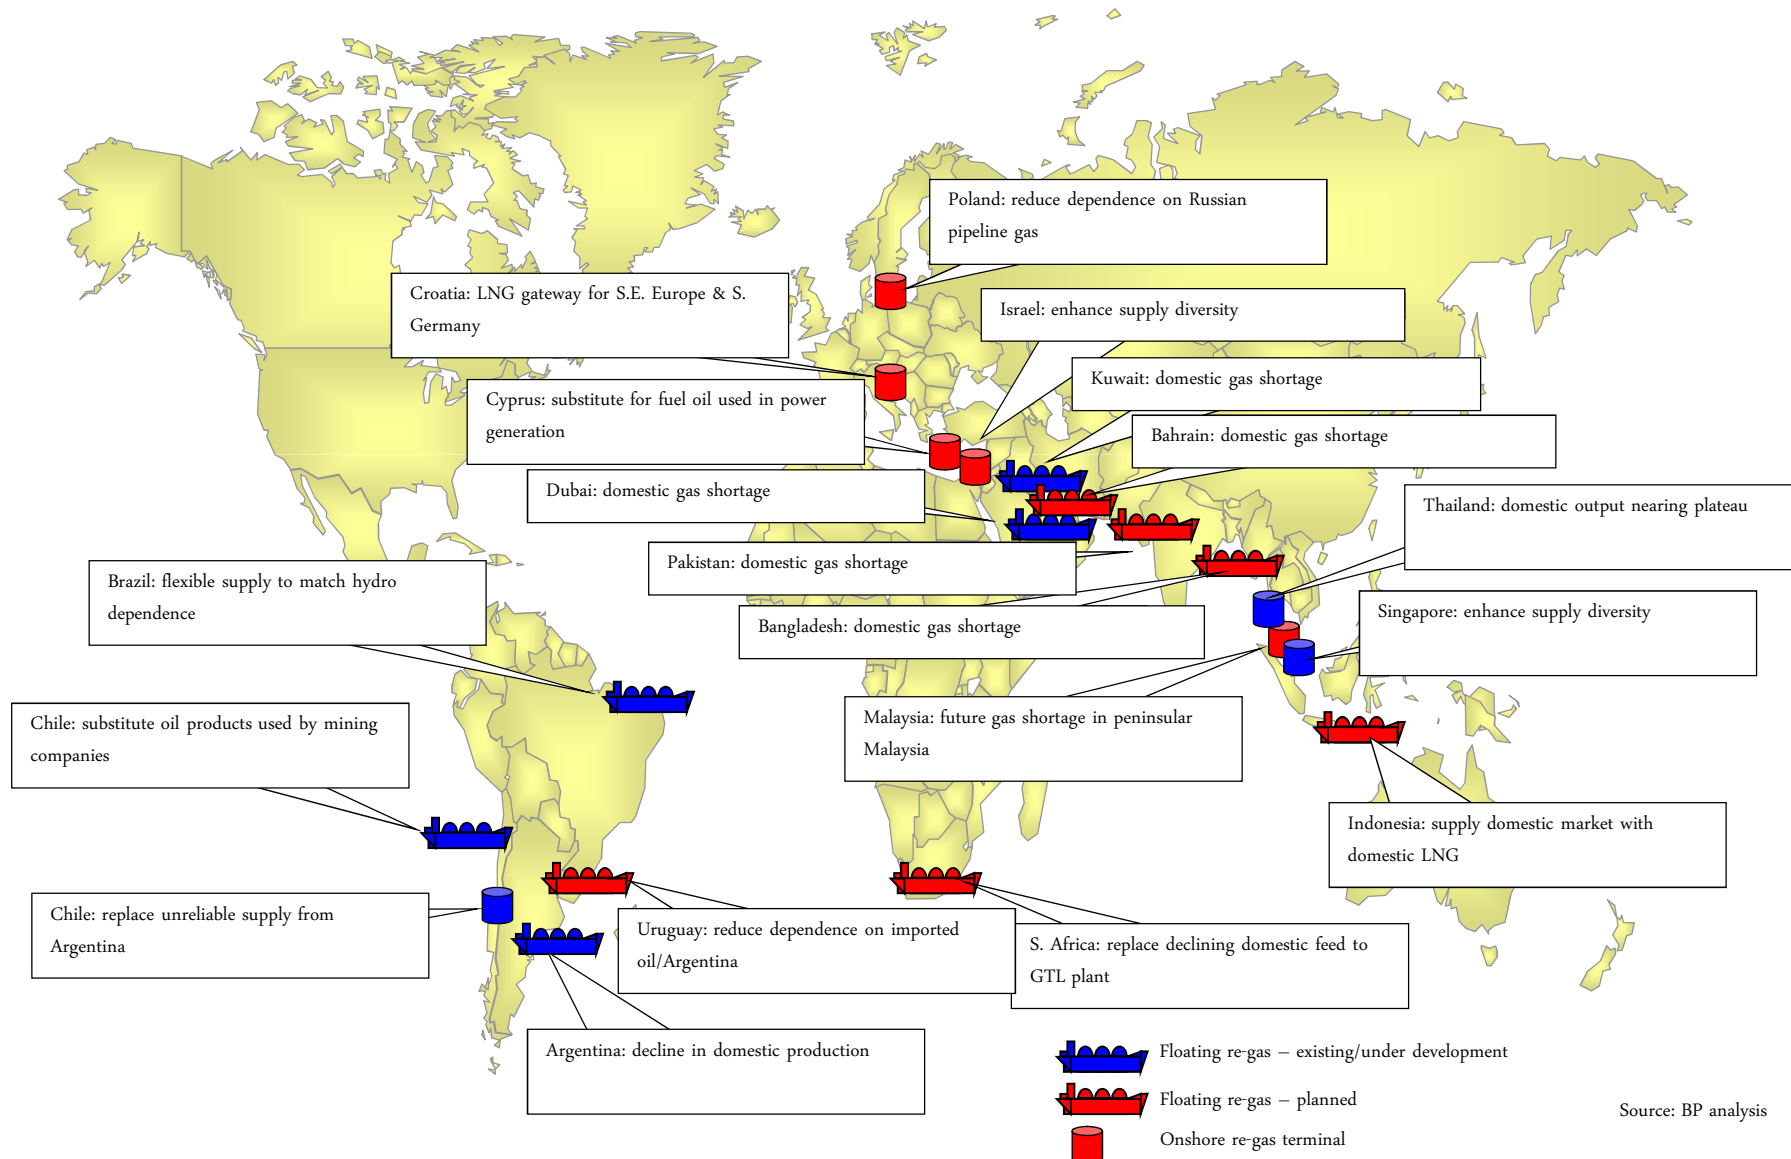 Poland: reduce dependence on Russian
pipeline gas
Croatia: LNG gateway for S.E. Europe & S.
Germany
Israel: enhance supply diversity
Kuwait: domestic gas shortage
Cyprus: substitute for fuel oil used in power
generation
Bahrain: domestic gas shortage
Dubai: domestic gas shortage
Thailand: domestic output nearing plateau
Pakistan: domestic gas shortage
Brazil: flexible supply to match hydro
dependence
Bangladesh: domestic gas shortage
Singapore: enhance supply diversity
Chile: substitute oil products used by mining
companies
Malaysia: future gas shortage in peninsular
Malaysia
Indonesia: supply domestic market with
domestic LNG
Chile: replace unreliable supply from
Argentina
Uruguay: reduce dependence on imported
oil/Argentina
S. Africa: replace declining domestic feed to
GTL plant
Argentina: decline in domestic production
Floating re-gas – existing/under development
Floating re-gas – planned
Onshore re-gas terminal
Source: BP analysis